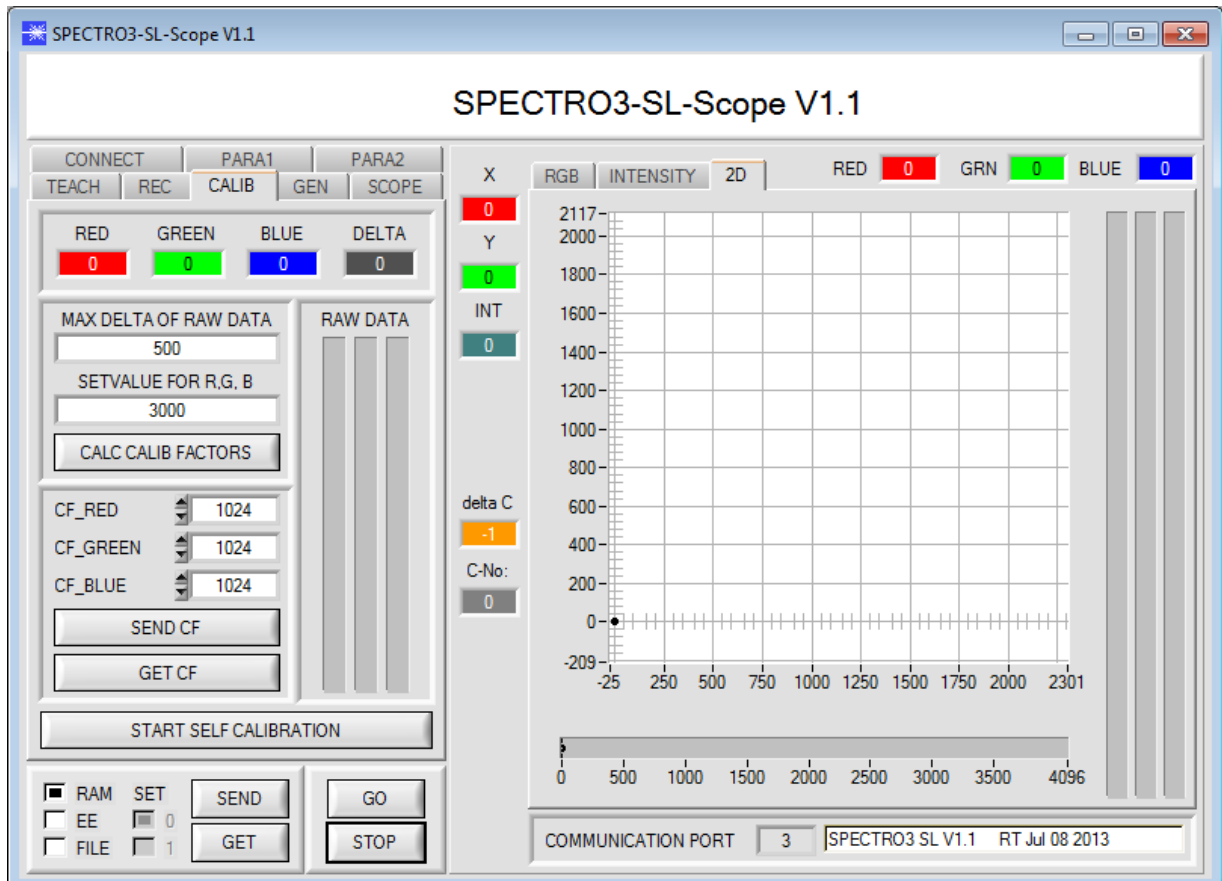 SPECTRO3-SL-Scope V1.1
SPECTRO3-SL-Scope V1.1
CONNECT PARA1 PARA2
TEACH REC CALIB GEN SCOPE
RED GREEN BLUE DELTA
0 0 0 0
MAX DELTA OF RAW DATA
500
SETVALUE FOR R,G, B
3000
CALC CALIB FACTORS
RAW DATA
CF_RED 1024
CF_GREEN 1024
CF_BLUE 1024
SEND CF
GET CF
START SELF CALIBRATION
RAM SET
EE 0
FILE 1
SEND
GET
GO
STOP
X
0
Y
0
INT
0
delta C
-1
C-No:
0
RGB INTENSITY 2D
RED 0 GRN 0 BLUE 0
2117
2000
1800
1600
1400
1200
1000
800
600
400
200
0
-209
-25 250 500 750 1000 1250 1500 1750 2000 2301
0 500 1000 1500 2000 2500 3000 3500 4096
COMMUNICATION PORT 3 SPECTRO3 SL V1.1 RT Jul 08 2013